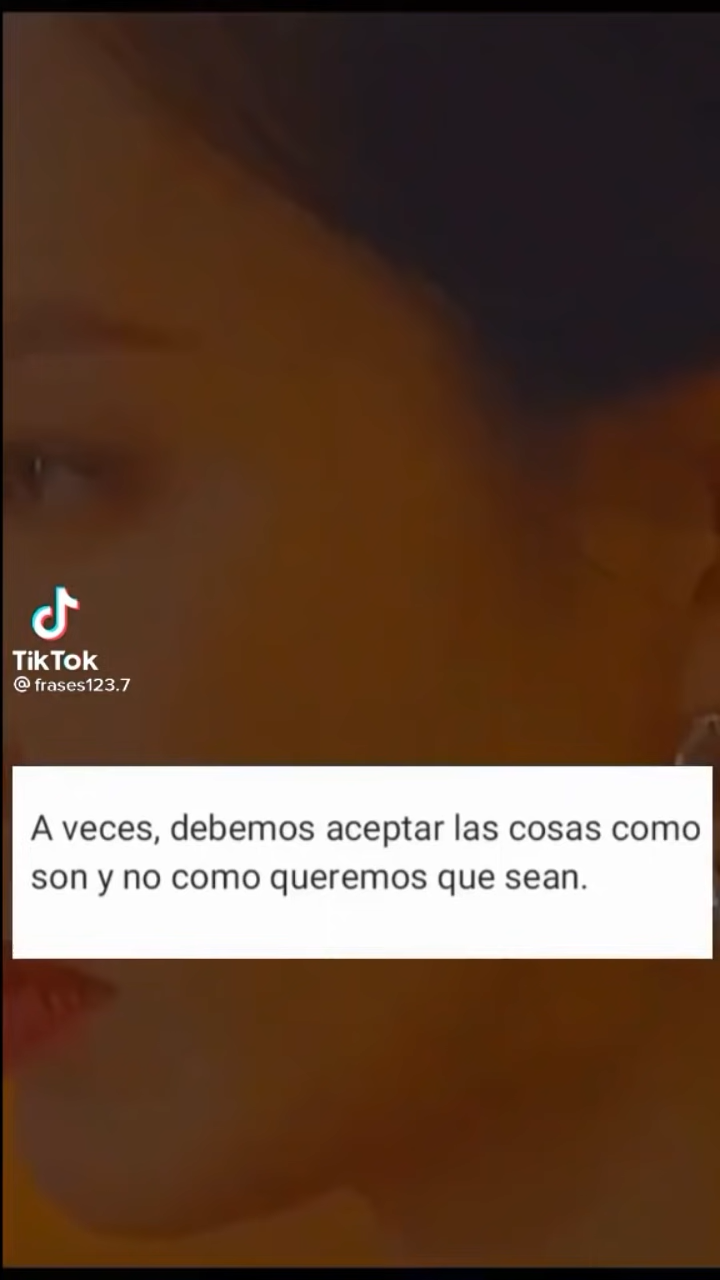 TikTok
@ frases123.7
A veces, debemos aceptar las cosas como
son y no como queremos que sean.